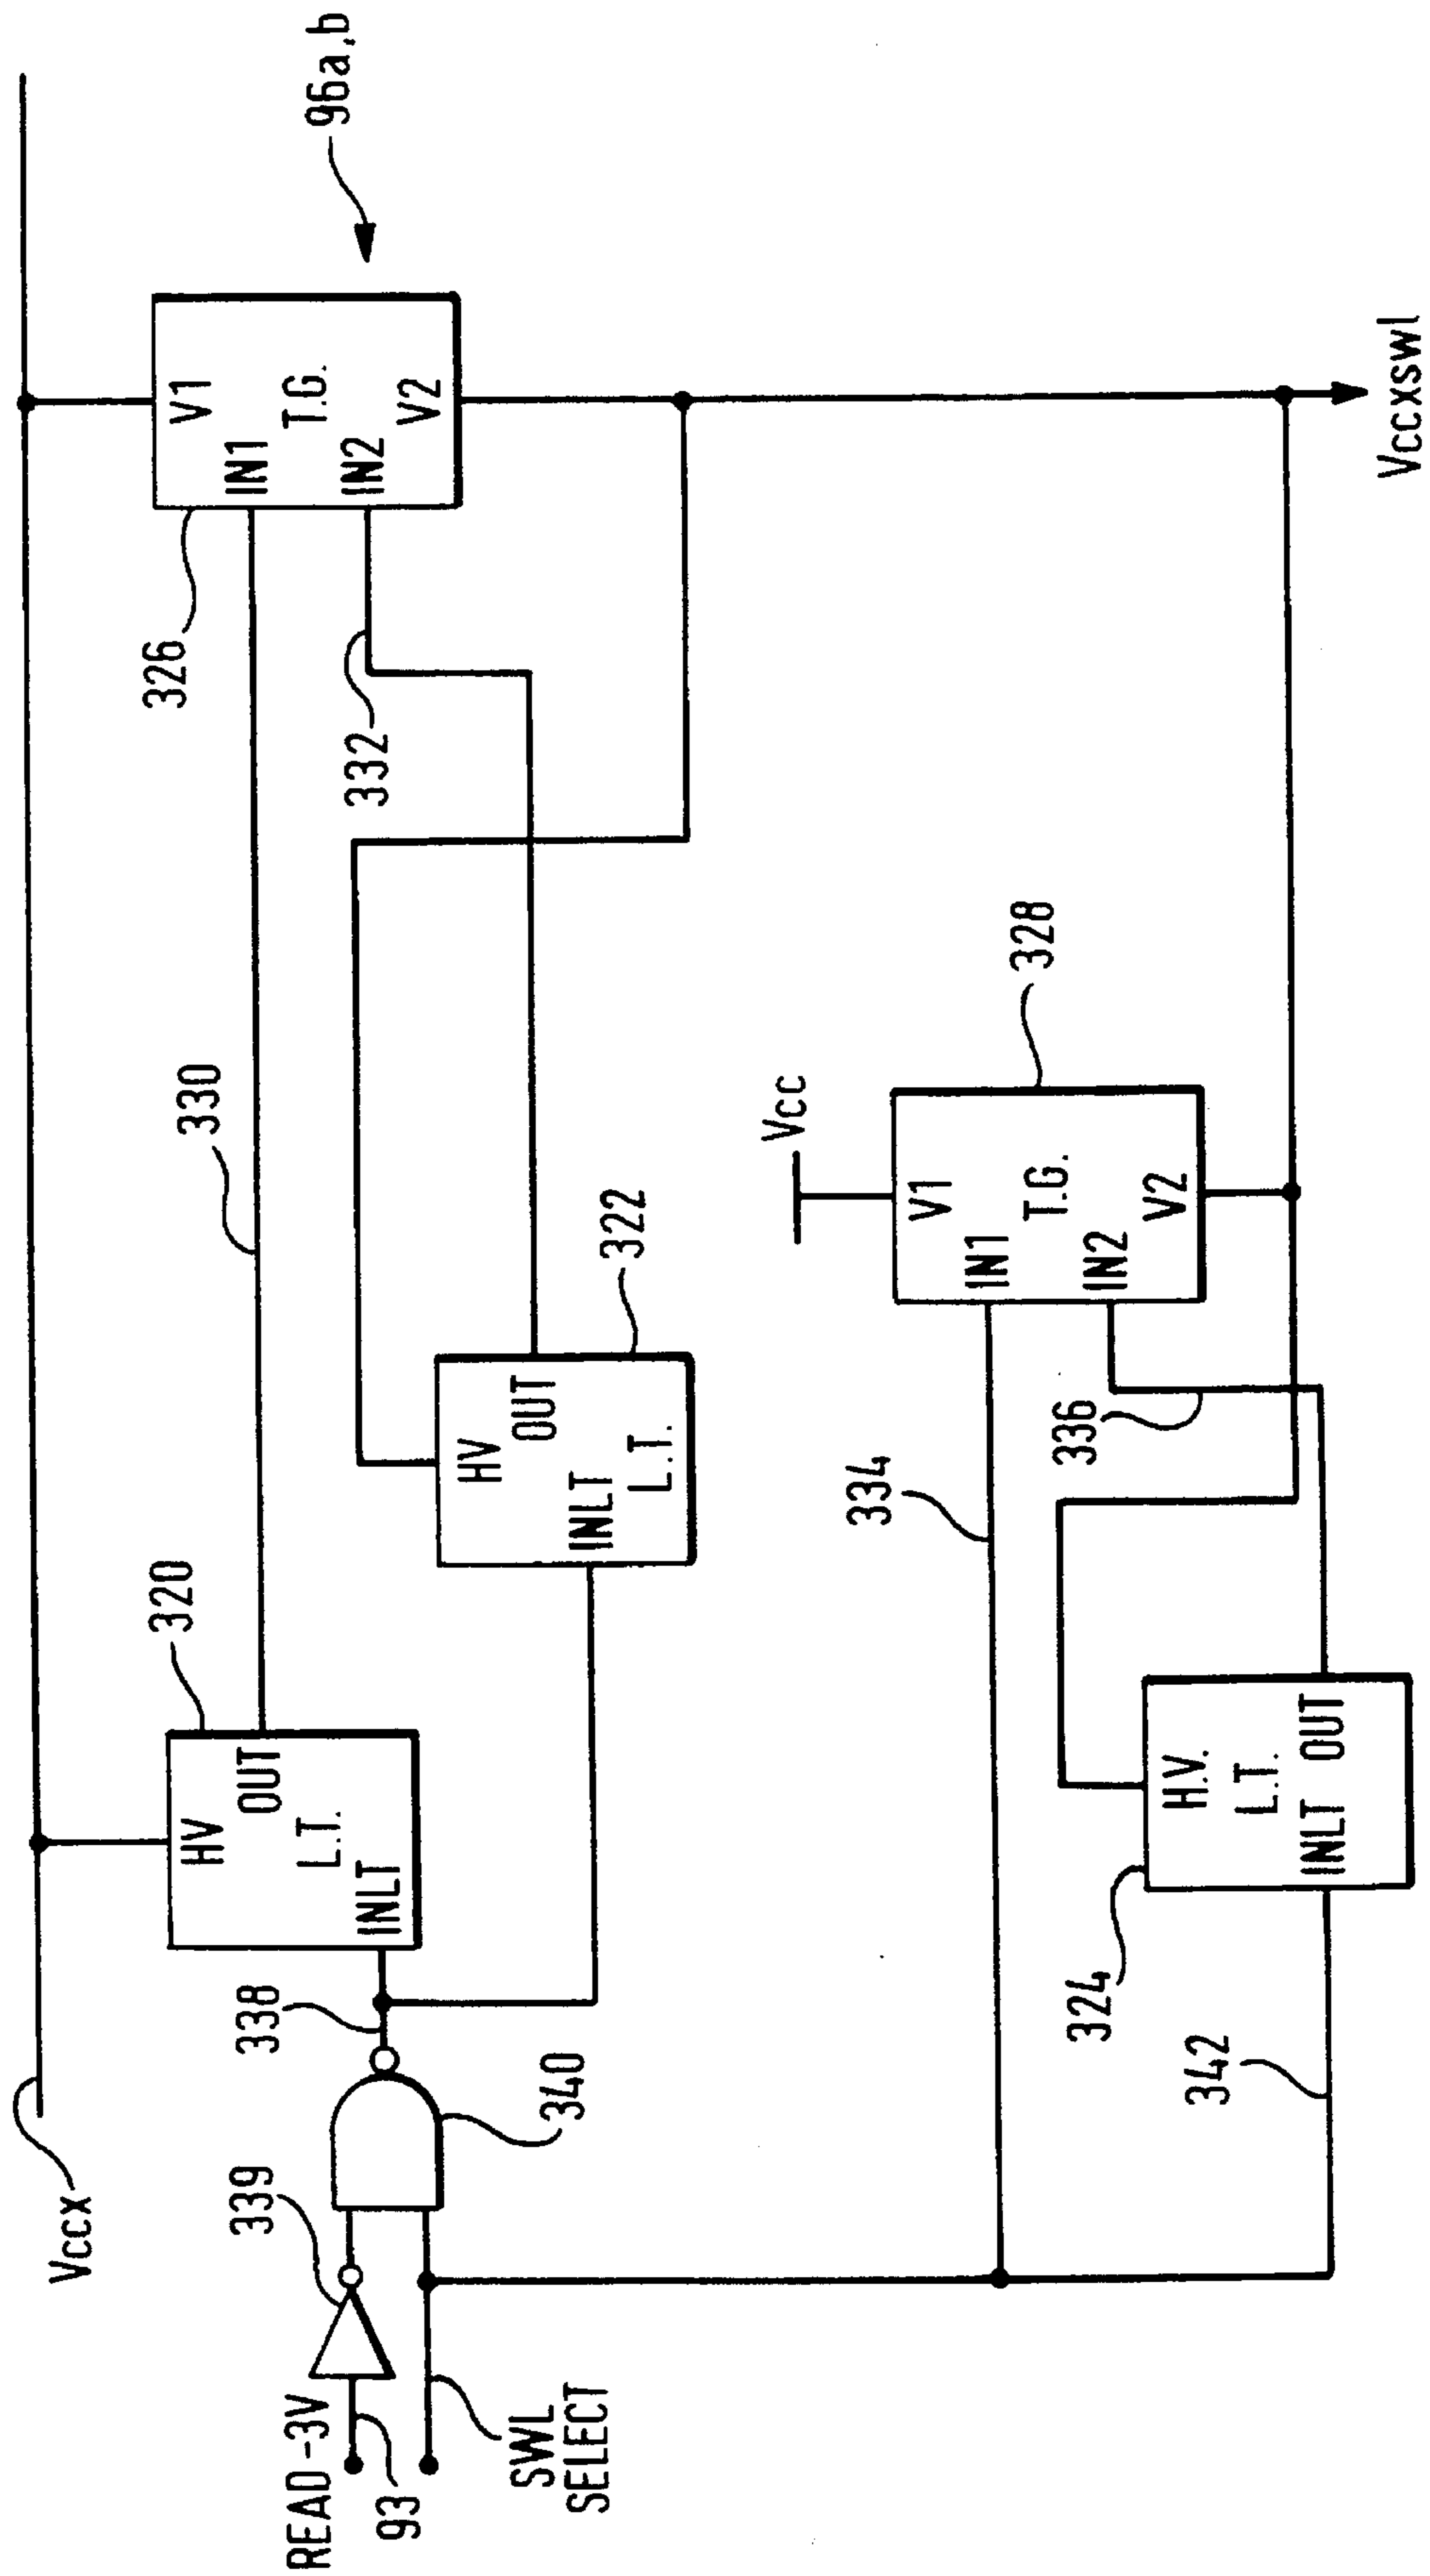 96a,b
Vccx
320
330
326
HV
OUT
L.T.
INLT
V1
IN1
T.G.
IN2
V2
READ-3V
339
338
332
93
340
SWL
SELECT
HV
OUT
INLT
L.T.
322
Vcc
328
334
V1
IN1
T.G.
IN2
V2
336
324
H.V.
L.T.
INLT OUT
342
Vccxswl